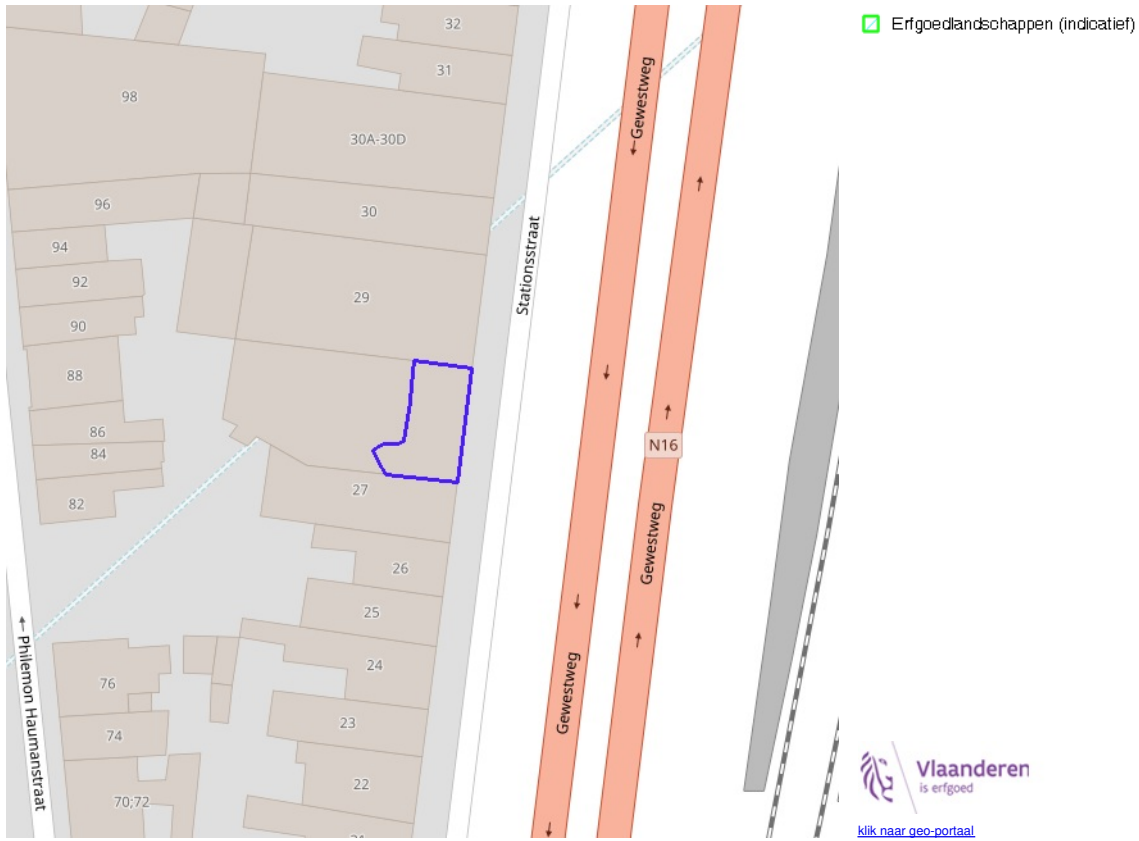 Erfgoedlandschappen (indicatief)
32
31
98
30A-30D
Gewestweg
96
30
94
Stationsstraat
92
29
90
88
86
84
N16
82
27
26
Gewestweg
25
← Philemon Haumanstraat
24
76
Gewestweg
23
74
22
70;72
21
Vlaanderen
is erfgoed
klik naar geo-portaal